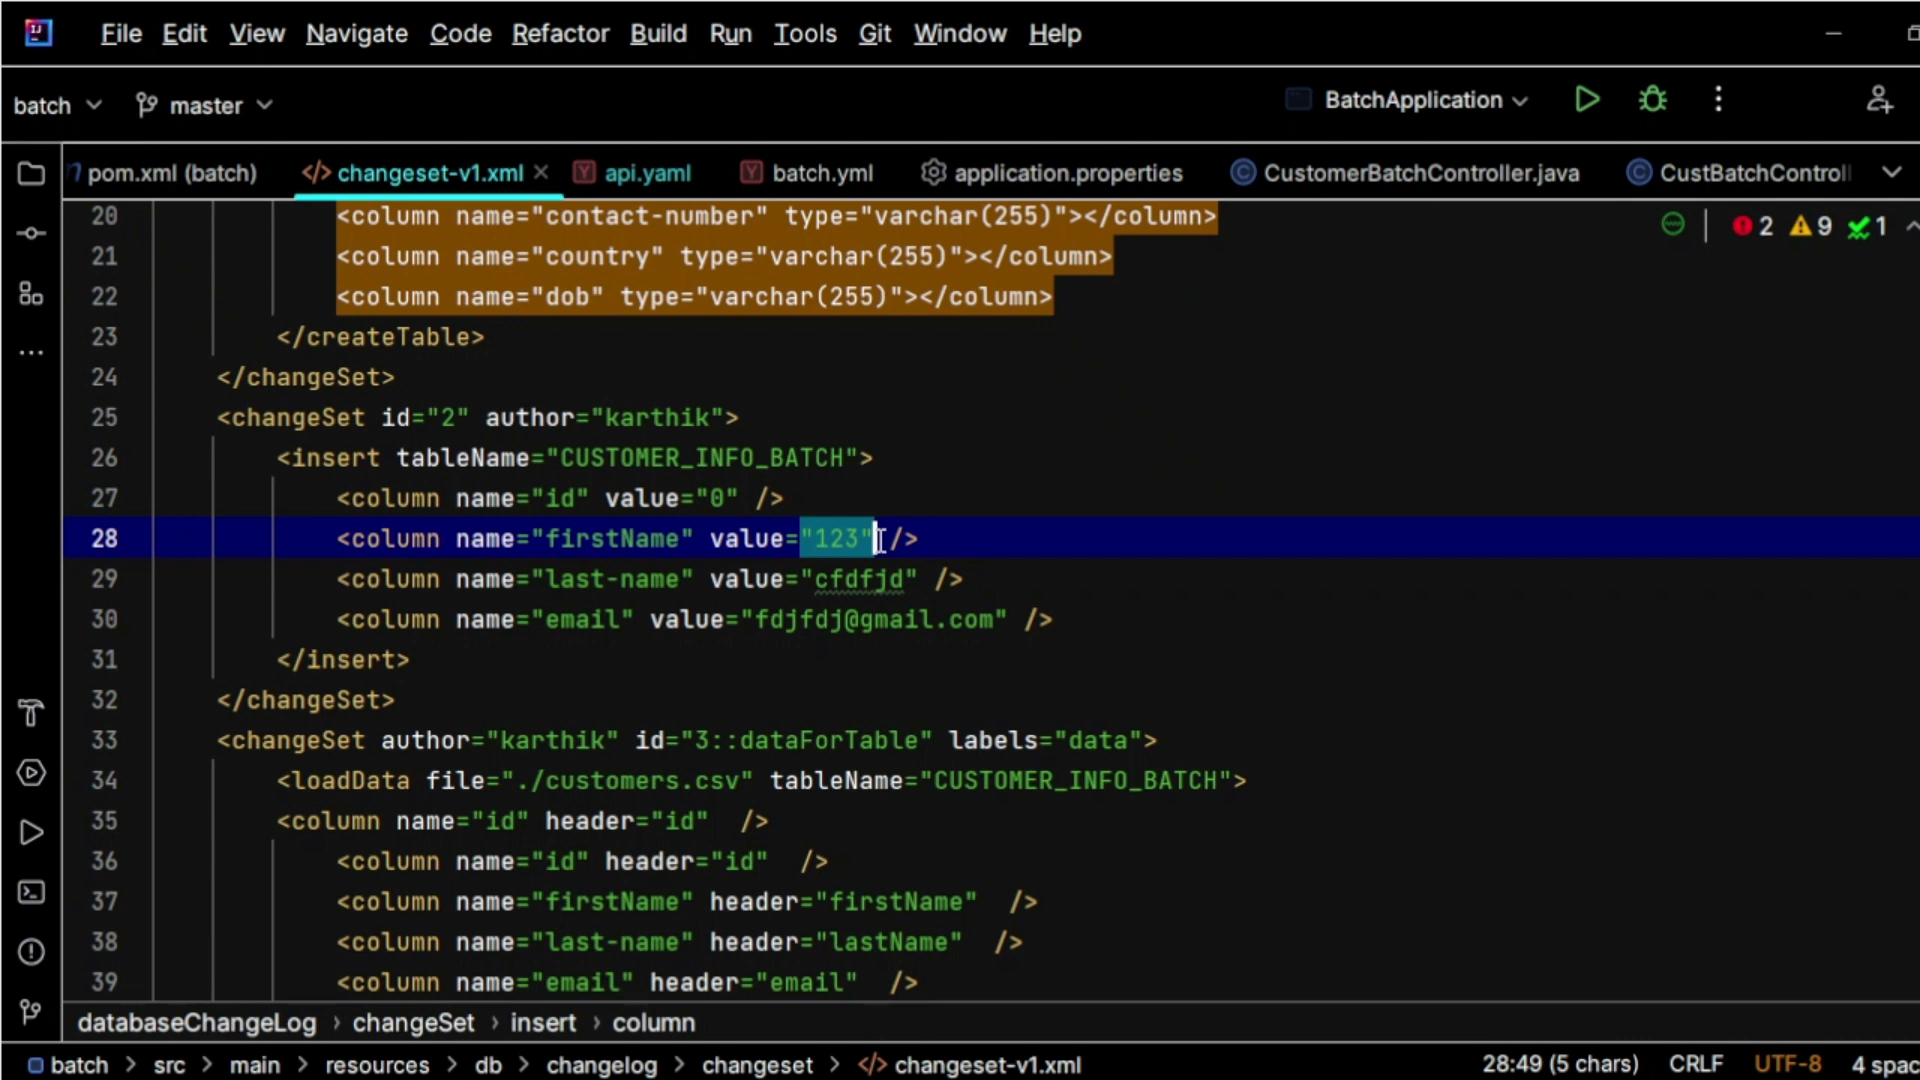 File Edit View Navigate Code Refactor Build Run Tools Git Window Help
batch master BatchApplication
pom.xml (batch) changeset-v1.xml api.yaml batch.yml application.properties CustomerBatchController.java CustBatchControll
20 <column name="contact-number" type="varchar(255)"></column> 2 9 1
21 <column name="country" type="varchar(255)"></column>
22 <column name="dob" type="varchar(255)"></column>
23 </createTable>
24 </changeSet>
25 <changeSet id="2" author="karthik">
26 <insert tableName="CUSTOMER_INFO_BATCH">
27 <column name="id" value="0" />
28 <column name="firstName" value="123" />
29 <column name="last-name" value="cfdfjd" />
30 <column name="email" value="fdjfdj@gmail.com" />
31 </insert>
32 </changeSet>
33 <changeSet author="karthik" id="3::dataForTable" labels="data">
34 <loadData file="./customers.csv" tableName="CUSTOMER_INFO_BATCH">
35 <column name="id" header="id" />
36 <column name="id" header="id" />
37 <column name="firstName" header="firstName" />
38 <column name="last-name" header="lastName" />
39 <column name="email" header="email" />
databaseChangeLog › changeSet › insert › column
batch > src > main > resources > db > changelog > changeset > changeset-v1.xml 28:49 (5 chars) CRLF UTF-8 4 spac